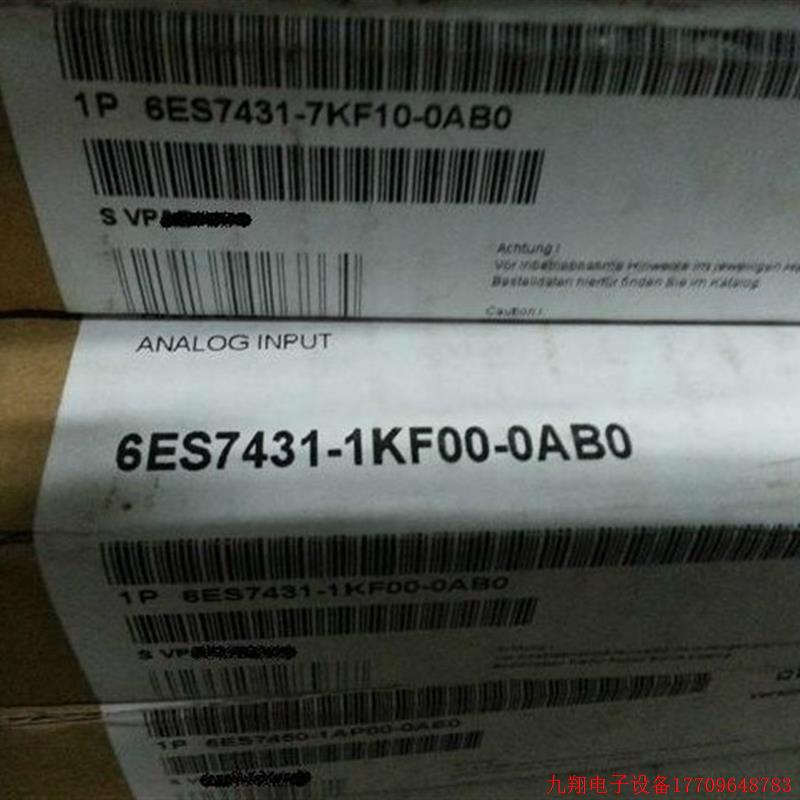 1P 6ES7431-7KF10-0AB0
S VP
Achtung!
Vor Inbetriebnahme Hinweise im jeweiligen
Bestelldaten hierfür finden Sie im Katalog
Caution!
ANALOG INPUT
6ES7431-1KF00-0AB0
1P 6ES7431-1KF00-0AB0
S VP
1P 6ES7450-1AP00-0AB0
S V
九翔电子设备17709648783